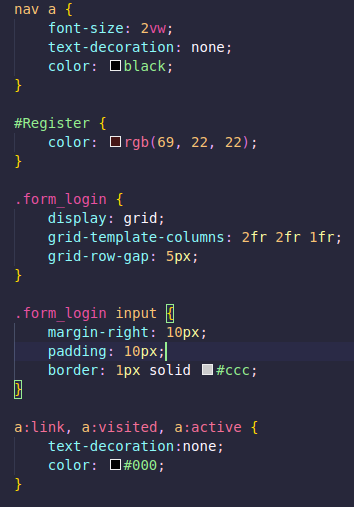 nav a {
    font-size: 2vw;
    text-decoration: none;
    color: black;
}

#Register {
    color: rgb(69, 22, 22);
}

.form_login {
    display: grid;
    grid-template-columns: 2fr 2fr 1fr;
    grid-row-gap: 5px;
}

.form_login input {
    margin-right: 10px;
    padding: 10px;
    border: 1px solid #ccc;
}

a:link, a:visited, a:active {
    text-decoration:none;
    color: #000;
}